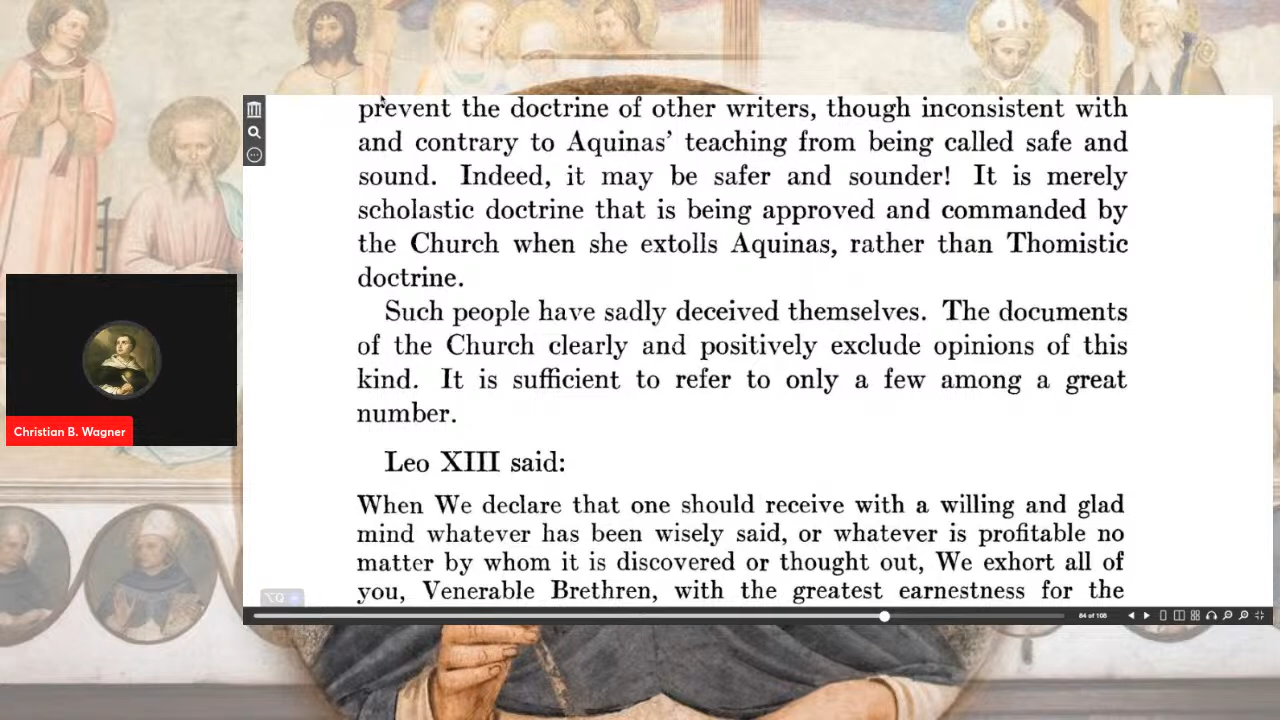 prevent the doctrine of other writers, though inconsistent with
and contrary to Aquinas’ teaching from being called safe and
sound. Indeed, it may be safer and sounder! It is merely
scholastic doctrine that is being approved and commanded by
the Church when she extolls Aquinas, rather than Thomistic
doctrine.
Such people have sadly deceived themselves. The documents
of the Church clearly and positively exclude opinions of this
kind. It is sufficient to refer to only a few among a great
number.
Leo XIII said:
When We declare that one should receive with a willing and glad
mind whatever has been wisely said, or whatever is profitable no
matter by whom it is discovered or thought out, We exhort all of
you, Venerable Brethren, with the greatest earnestness for the
Christian B. Wagner
⌥Q
84 of 108